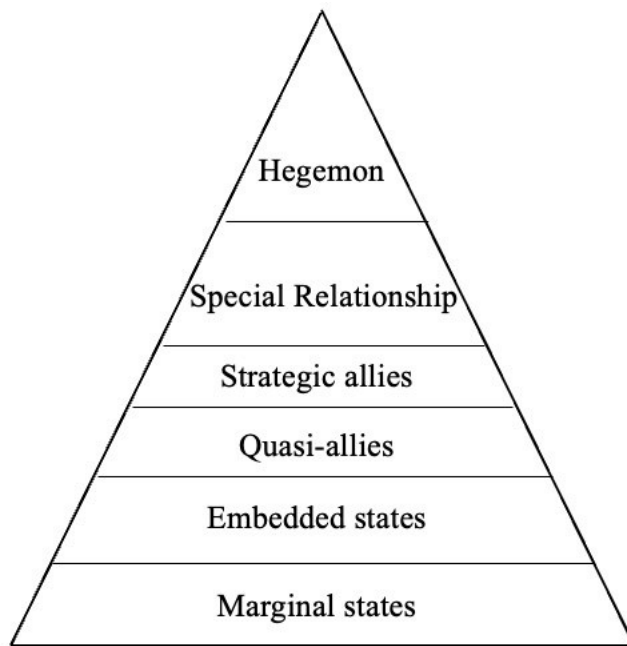 Hegemon
Special Relationship
Strategic allies
Quasi-allies
Embedded states
Marginal states